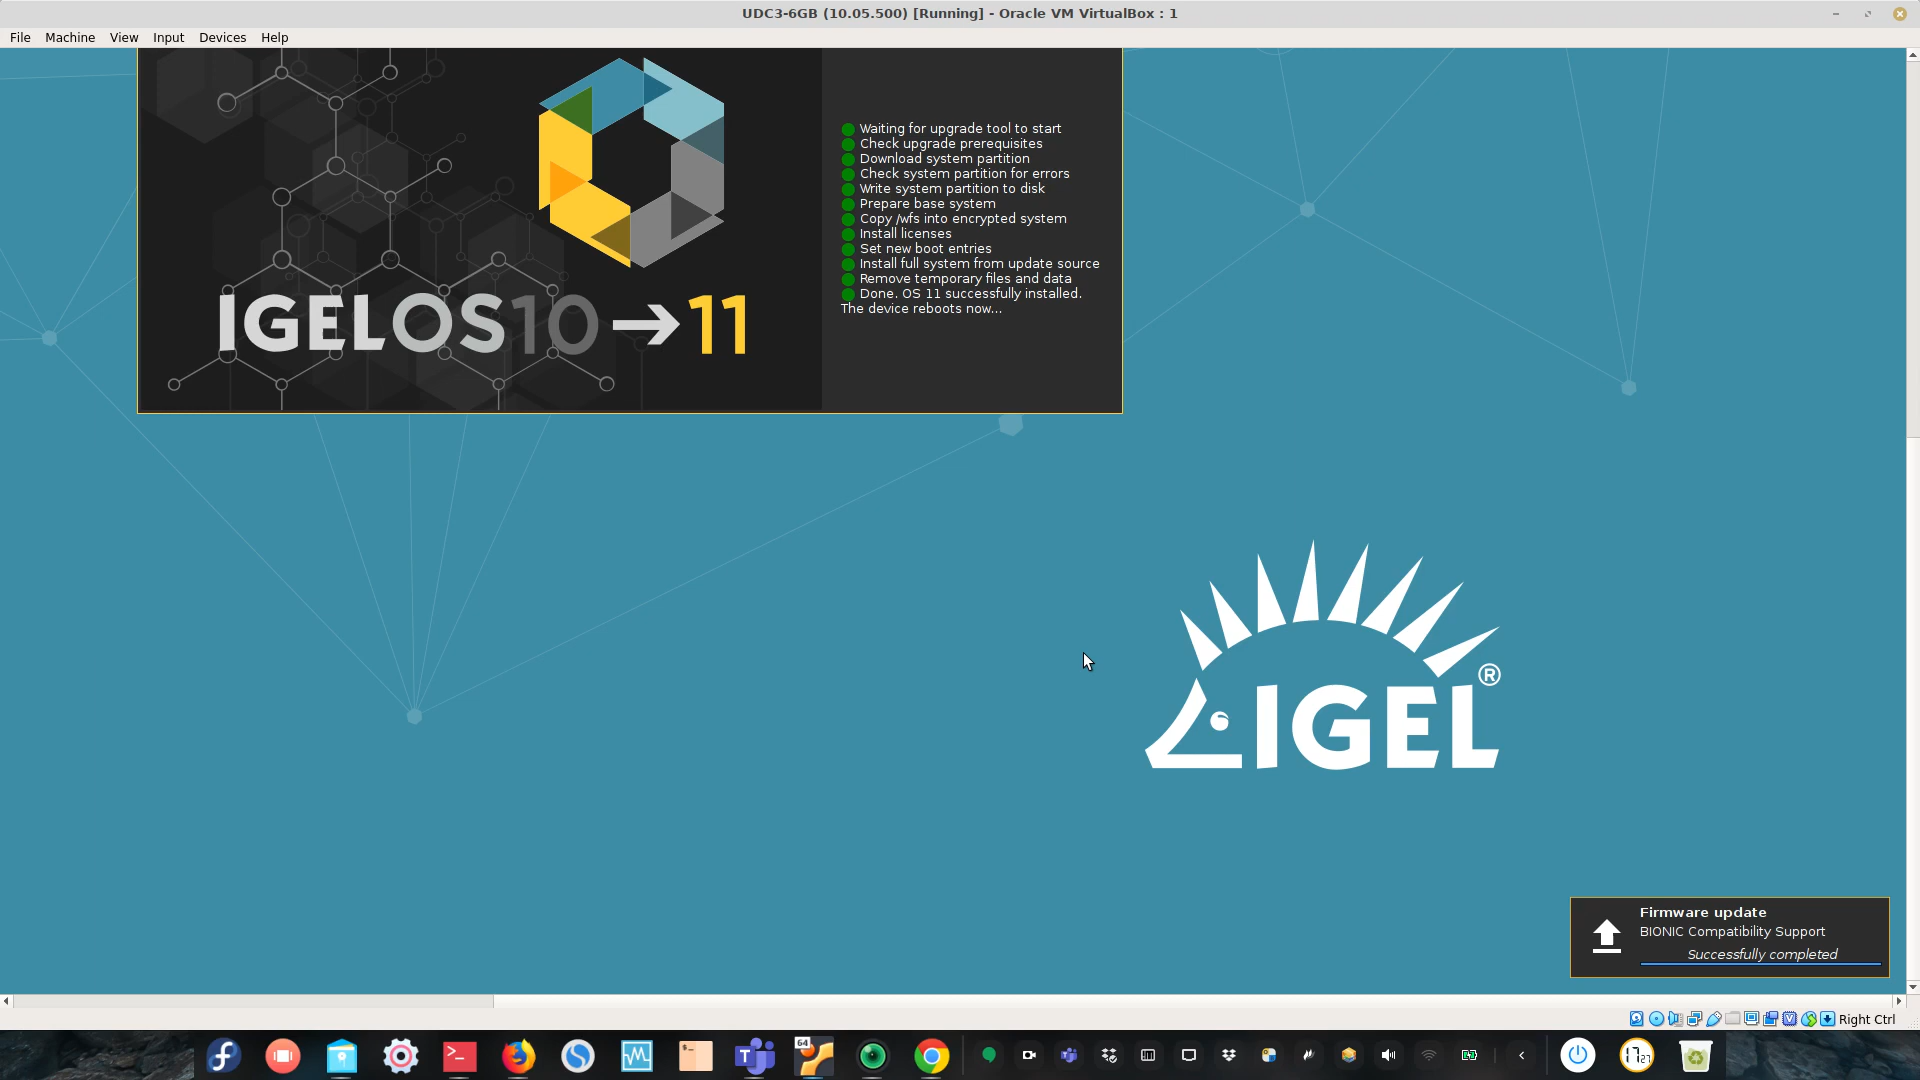 UDC3-6GB (10.05.500) [Running] - Oracle VM VirtualBox : 1
File Machine View Input Devices Help
Waiting for upgrade tool to start
Check upgrade prerequisites
Download system partition
Check system partition for errors
Write system partition to disk
Prepare base system
Copy /wfs into encrypted system
Install licenses
Set new boot entries
Install full system from update source
Remove temporary files and data
Done. OS 11 successfully installed.
The device reboots now...
IGELOS10→11
IGEL®
Firmware update
BIONIC Compatibility Support
Successfully completed
Right Ctrl
64
17 27